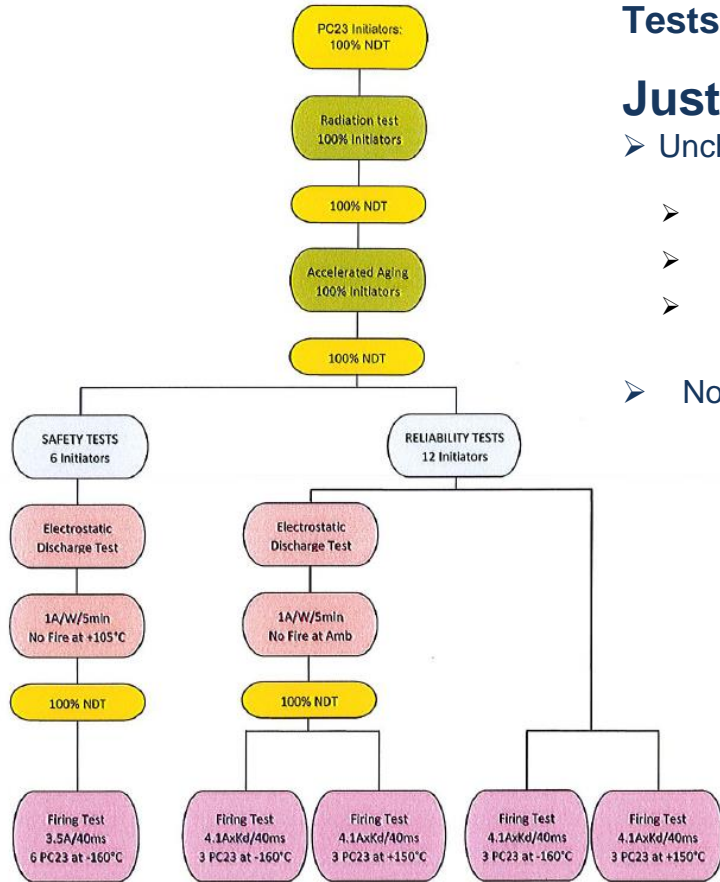 PC23 Initiators:
100% NDT
Radiation test
100% Initiators
100% NDT
Accelerated Aging
100% Initiators
100% NDT
SAFETY TESTS
6 Initiators
RELIABILITY TESTS
12 Initiators
Electrostatic
Discharge Test
Electrostatic
Discharge Test
1A/W/5min
No Fire at +105°C
1A/W/5min
No Fire at Amb
100% NDT
100% NDT
Firing Test
3.5A/40ms
6 PC23 at -160°C
Firing Test
4.1AxKd/40ms
3 PC23 at -160°C
Firing Test
4.1AxKd/40ms
3 PC23 at +150°C
Firing Test
4.1AxKd/40ms
3 PC23 at -160°C
Firing Test
4.1AxKd/40ms
3 PC23 at +150°C
Tests
Just
➢ Uncl
➢
➢
➢
➢ No